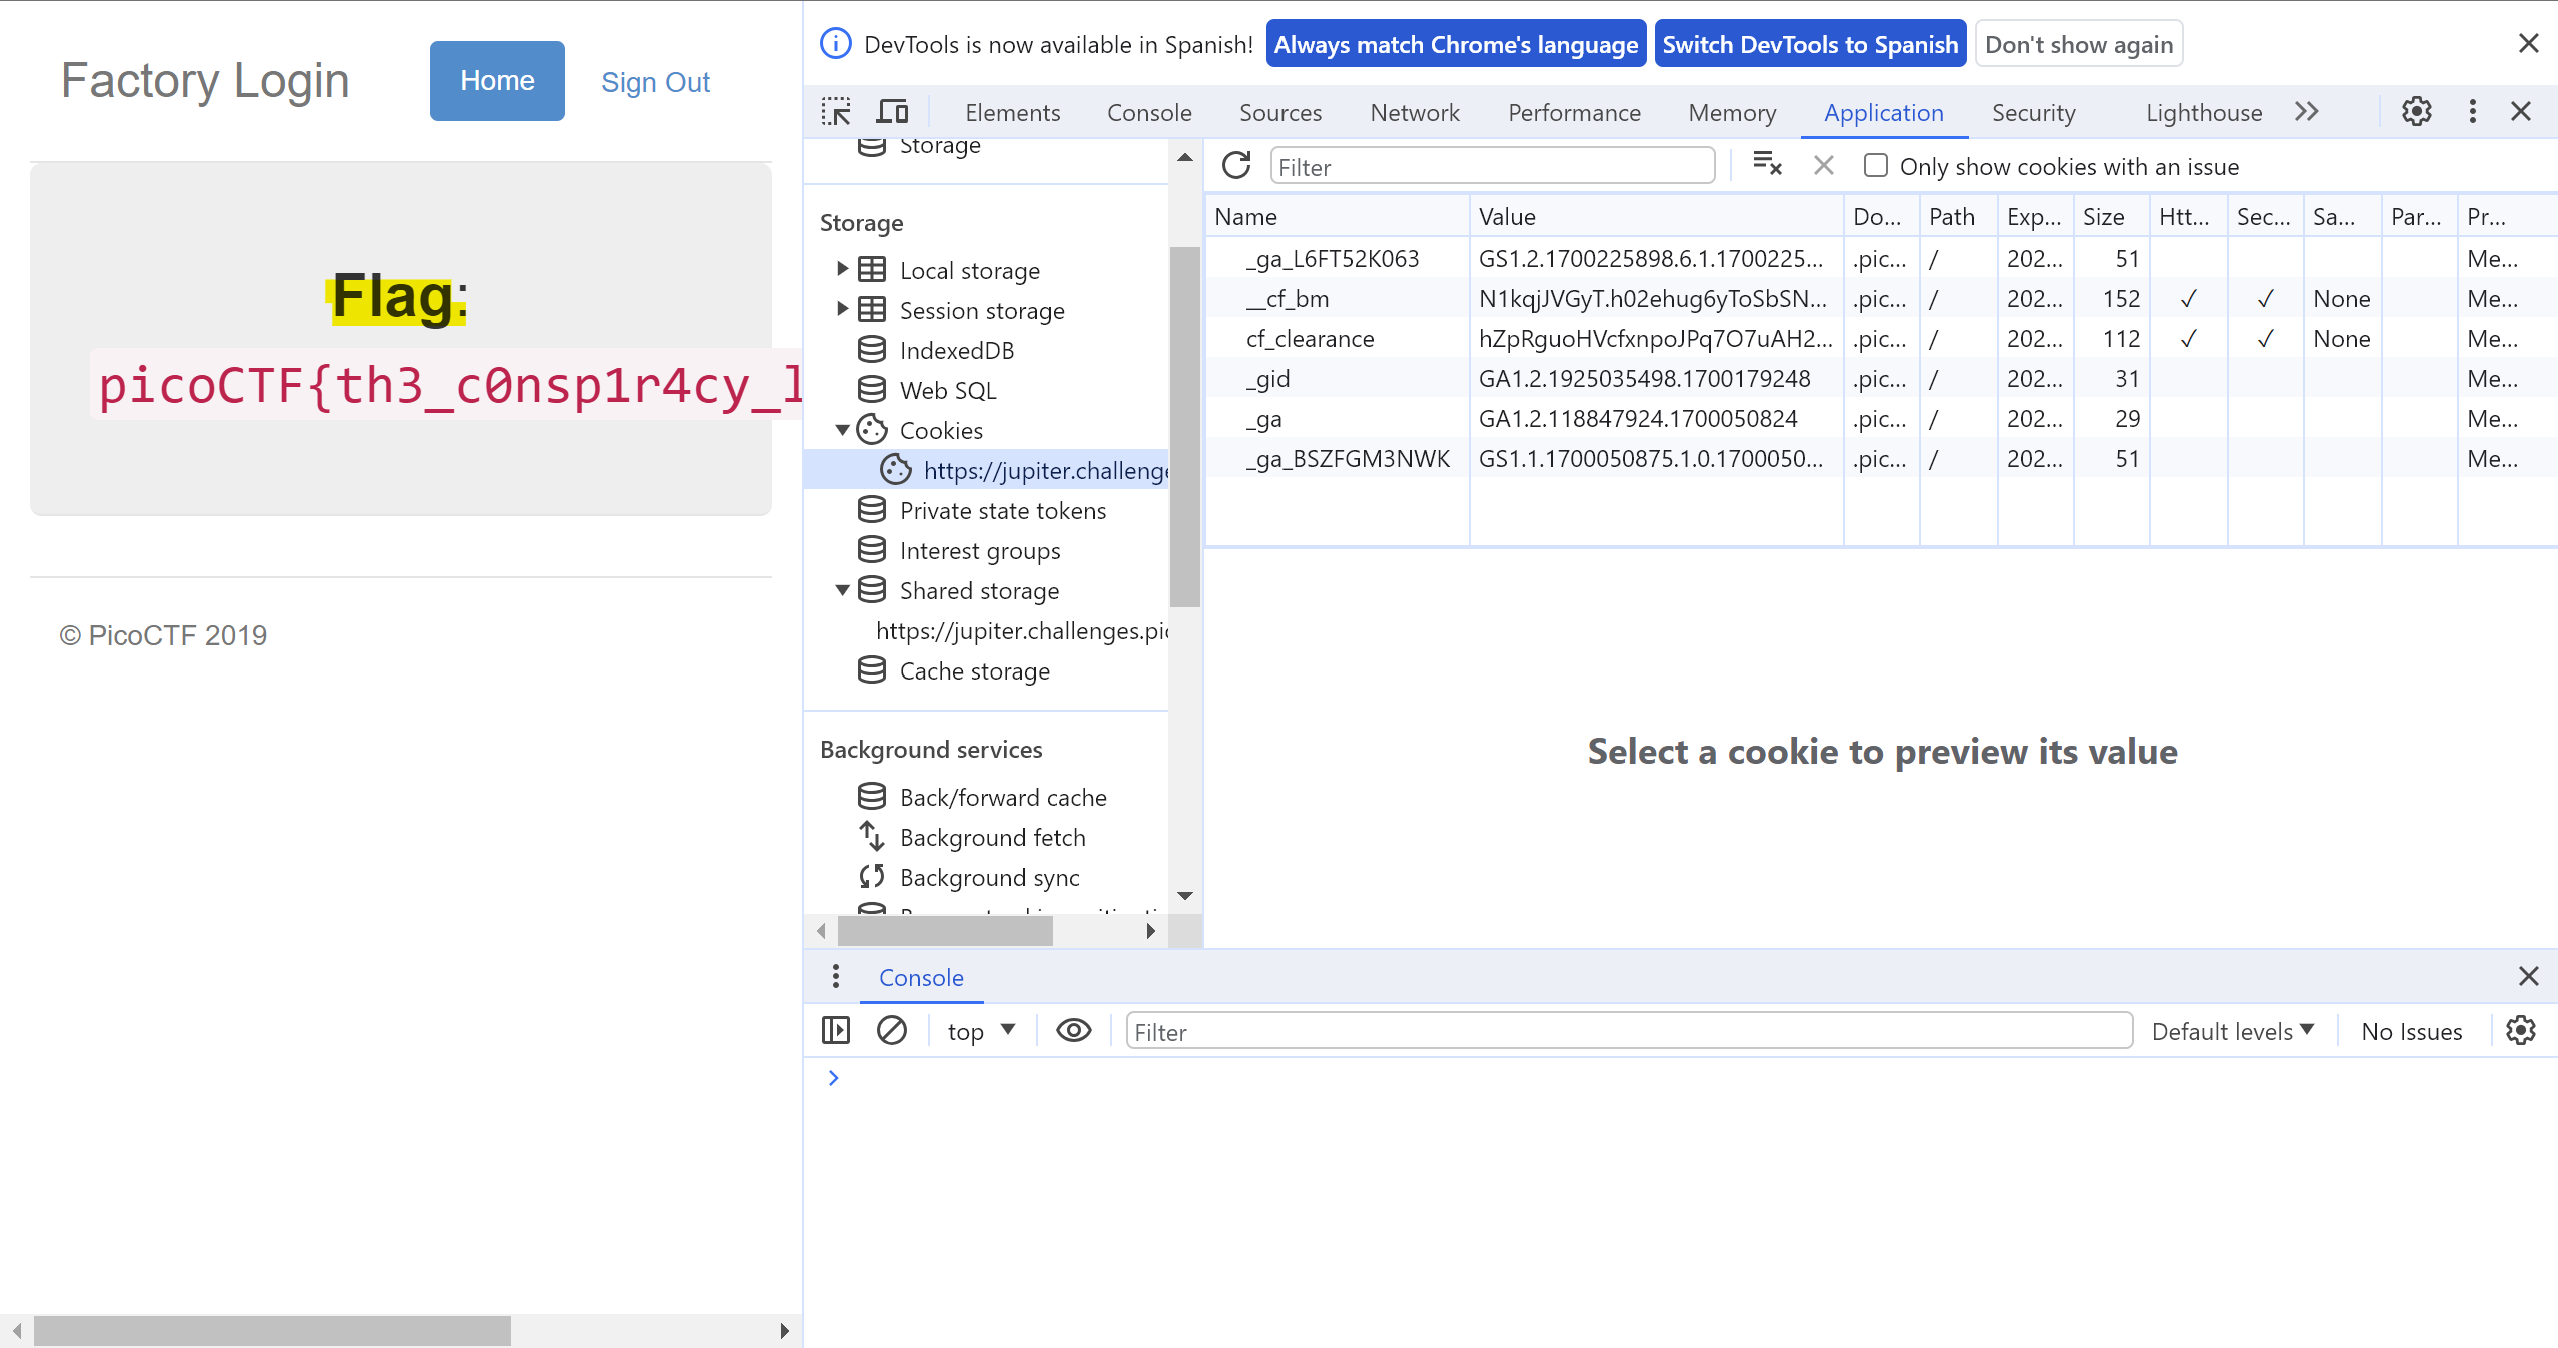 Factory Login
Home
Sign Out
Flag:
picoCTF{th3_c0nsp1r4cy_l
© PicoCTF 2019
DevTools is now available in Spanish! Always match Chrome's language Switch DevTools to Spanish Don't show again
Elements Console Sources Network Performance Memory Application Security Lighthouse
Storage
Storage
Local storage
Session storage
IndexedDB
Web SQL
Cookies
https://jupiter.challenge
Private state tokens
Interest groups
Shared storage
https://jupiter.challenges.pic
Cache storage
Background services
Back/forward cache
Background fetch
Background sync
Filter
Only show cookies with an issue
Name Value Do... Path Exp... Size Htt... Sec... Sa... Par... Pr...
_ga_L6FT52K063 GS1.2.1700225898.6.1.1700225... .pic... / 202... 51 Me...
__cf_bm N1kqjJVGyT.h02ehug6yToSbSN... .pic... / 202... 152 ✓ ✓ None Me...
cf_clearance hZpRguoHVcfxnpoJPq7O7uAH2... .pic... / 202... 112 ✓ ✓ None Me...
_gid GA1.2.1925035498.1700179248 .pic... / 202... 31 Me...
_ga GA1.2.118847924.1700050824 .pic... / 202... 29 Me...
_ga_BSZFGM3NWK GS1.1.1700050875.1.0.1700050... .pic... / 202... 51 Me...
Select a cookie to preview its value
Console
top
Filter
Default levels
No Issues